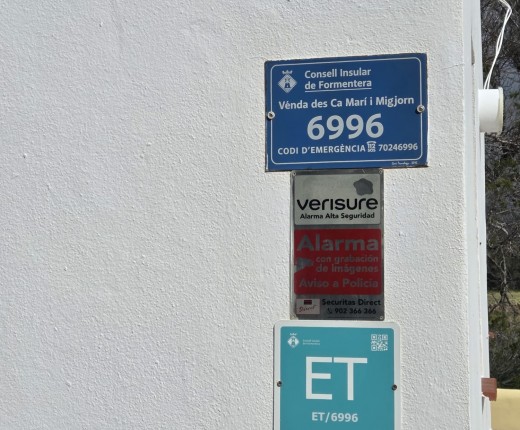 Consell Insular
de Formentera
Vénda des Ca Marí i Migjorn
6996
CODI D'EMERGÈNCIA 70246996
verisure
Alarma Alta Seguridad
Alarma
con grabación
de imágenes
Aviso a Policía
Securitas Direct
902 366 366
ET
ET/6996